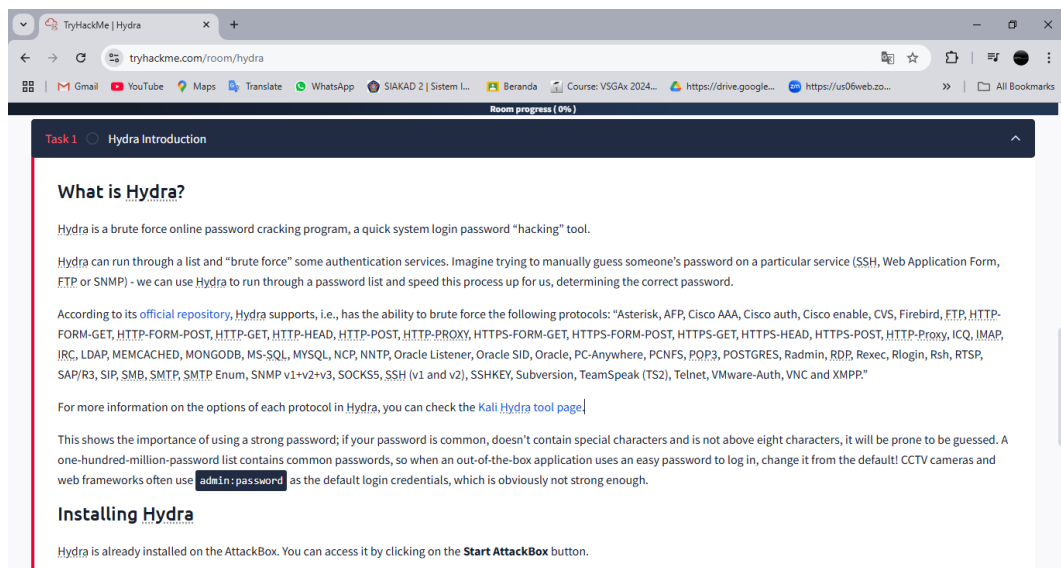 TryHackMe | Hydra
tryhackme.com/room/hydra
Gmail YouTube Maps Translate WhatsApp SIAKAD 2 | Sistem I... Beranda Course: VSGAx 2024... https://drive.google... https://us06web.zo... All Bookmarks
Room progress ( 0% )
Task 1 Hydra Introduction
What is Hydra?
Hydra is a brute force online password cracking program, a quick system login password “hacking” tool.
Hydra can run through a list and “brute force” some authentication services. Imagine trying to manually guess someone’s password on a particular service (SSH, Web Application Form,
FTP or SNMP) - we can use Hydra to run through a password list and speed this process up for us, determining the correct password.
According to its official repository, Hydra supports, i.e., has the ability to brute force the following protocols: “Asterisk, AFP, Cisco AAA, Cisco auth, Cisco enable, CVS, Firebird, FTP, HTTP-
FORM-GET, HTTP-FORM-POST, HTTP-GET, HTTP-HEAD, HTTP-POST, HTTP-PROXY, HTTPS-FORM-GET, HTTPS-FORM-POST, HTTPS-GET, HTTPS-HEAD, HTTPS-POST, HTTP-Proxy, ICQ, IMAP,
IRC, LDAP, MEMCACHED, MONGODB, MS-SQL, MYSQL, NCP, NNTP, Oracle Listener, Oracle SID, Oracle, PC-Anywhere, PCNFS, POP3, POSTGRES, Radmin, RDP, Rexec, Rlogin, Rsh, RTSP,
SAP/R3, SIP, SMB, SMTP, SMTP Enum, SNMP v1+v2+v3, SOCKS5, SSH (v1 and v2), SSHKEY, Subversion, TeamSpeak (TS2), Telnet, VMware-Auth, VNC and XMPP.”
For more information on the options of each protocol in Hydra, you can check the Kali Hydra tool page.
This shows the importance of using a strong password; if your password is common, doesn’t contain special characters and is not above eight characters, it will be prone to be guessed. A
one-hundred-million-password list contains common passwords, so when an out-of-the-box application uses an easy password to log in, change it from the default! CCTV cameras and
web frameworks often use admin:password as the default login credentials, which is obviously not strong enough.
Installing Hydra
Hydra is already installed on the AttackBox. You can access it by clicking on the Start AttackBox button.